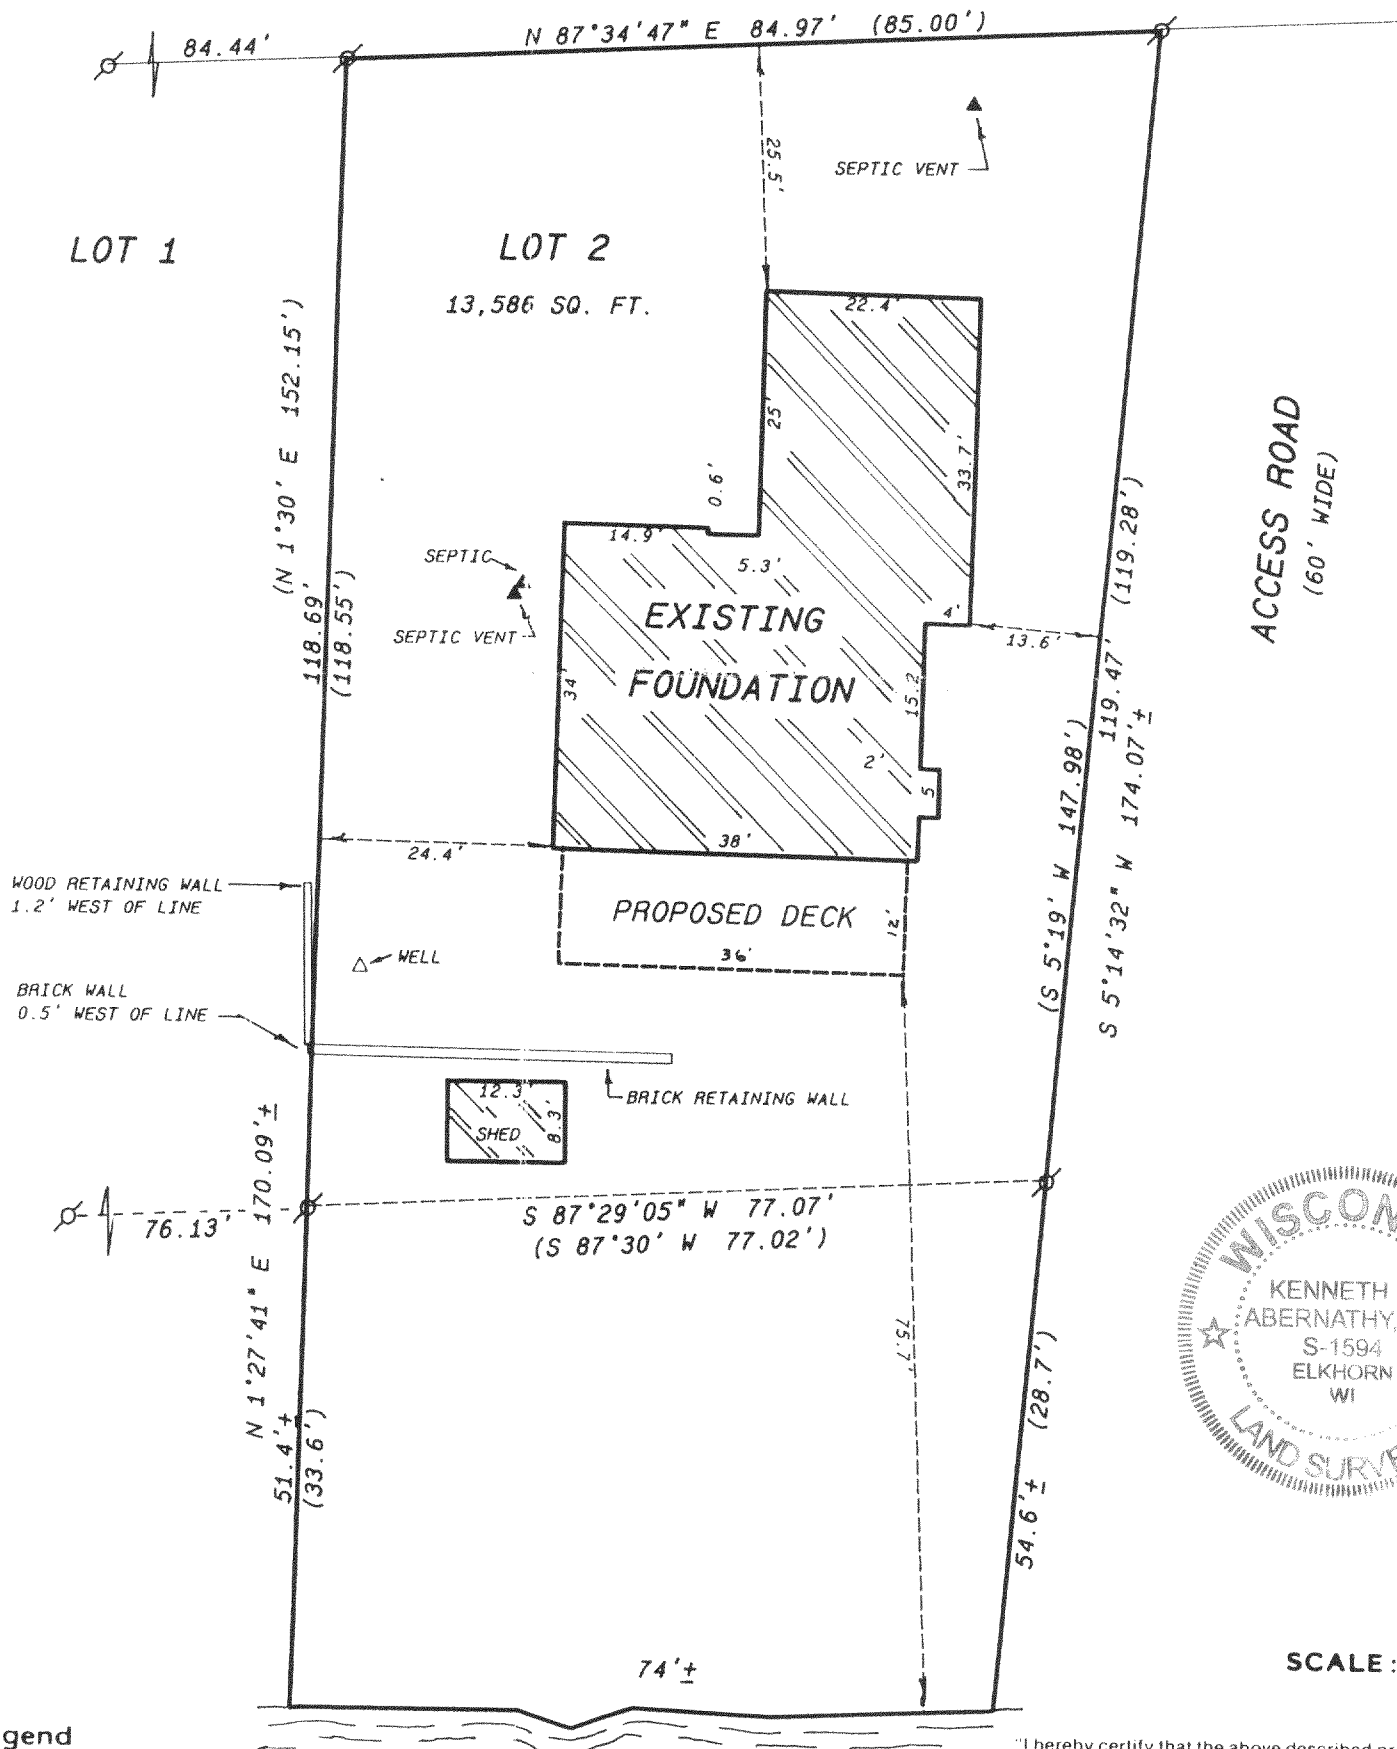 N 87°34'47" E 84.97' (85.00')
84.44'
25.5'
SEPTIC VENT
LOT 1
LOT 2
13,586 SQ. FT.
22.4'
(N 1°30' E 152.15')
118.69'
(118.55')
25'
33.7'
0.6'
14.9'
5.3'
SEPTIC
SEPTIC VENT
EXISTING
FOUNDATION
34'
4'
13.6'
15.2
2'
5
38'
24.4'
(119.28')
119.47'
(S 5°19' W 147.98')
S 5°14'32" W 174.07'±
ACCESS ROAD
(60' WIDE)
WOOD RETAINING WALL
1.2' WEST OF LINE
PROPOSED DECK
12'
36'
WELL
BRICK WALL
0.5' WEST OF LINE
BRICK RETAINING WALL
12.3'
8.3'
SHED
N 1°27'41" E 170.09'±
76.13'
S 87°29'05" W 77.07'
(S 87°30' W 77.02')
75.7'
51.4'±
(33.6')
(28.7')
54.6'±
KENNETH
ABERNATHY,
S-1594
ELKHORN
WI
LAND
74'±
SCALE:
gend
"I hereby certify that the above described